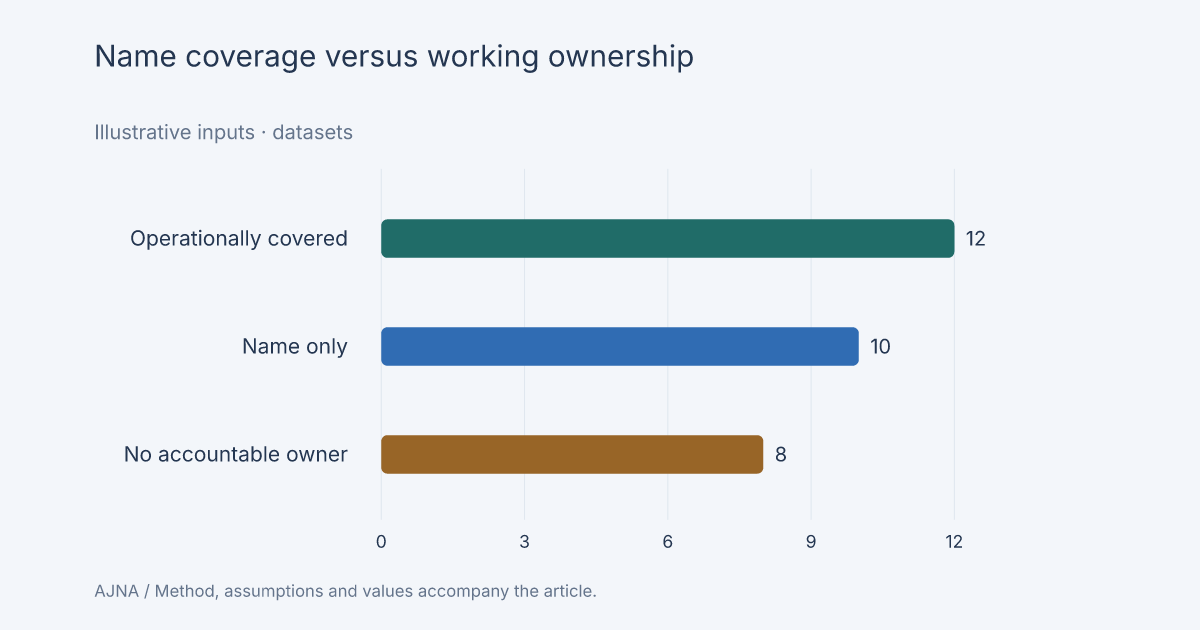 Name coverage versus working ownership
Illustrative inputs · datasets
Operationally covered
12
Name only
10
No accountable owner
8
0 3 6 9 12
AJNA / Method, assumptions and values accompany the article.